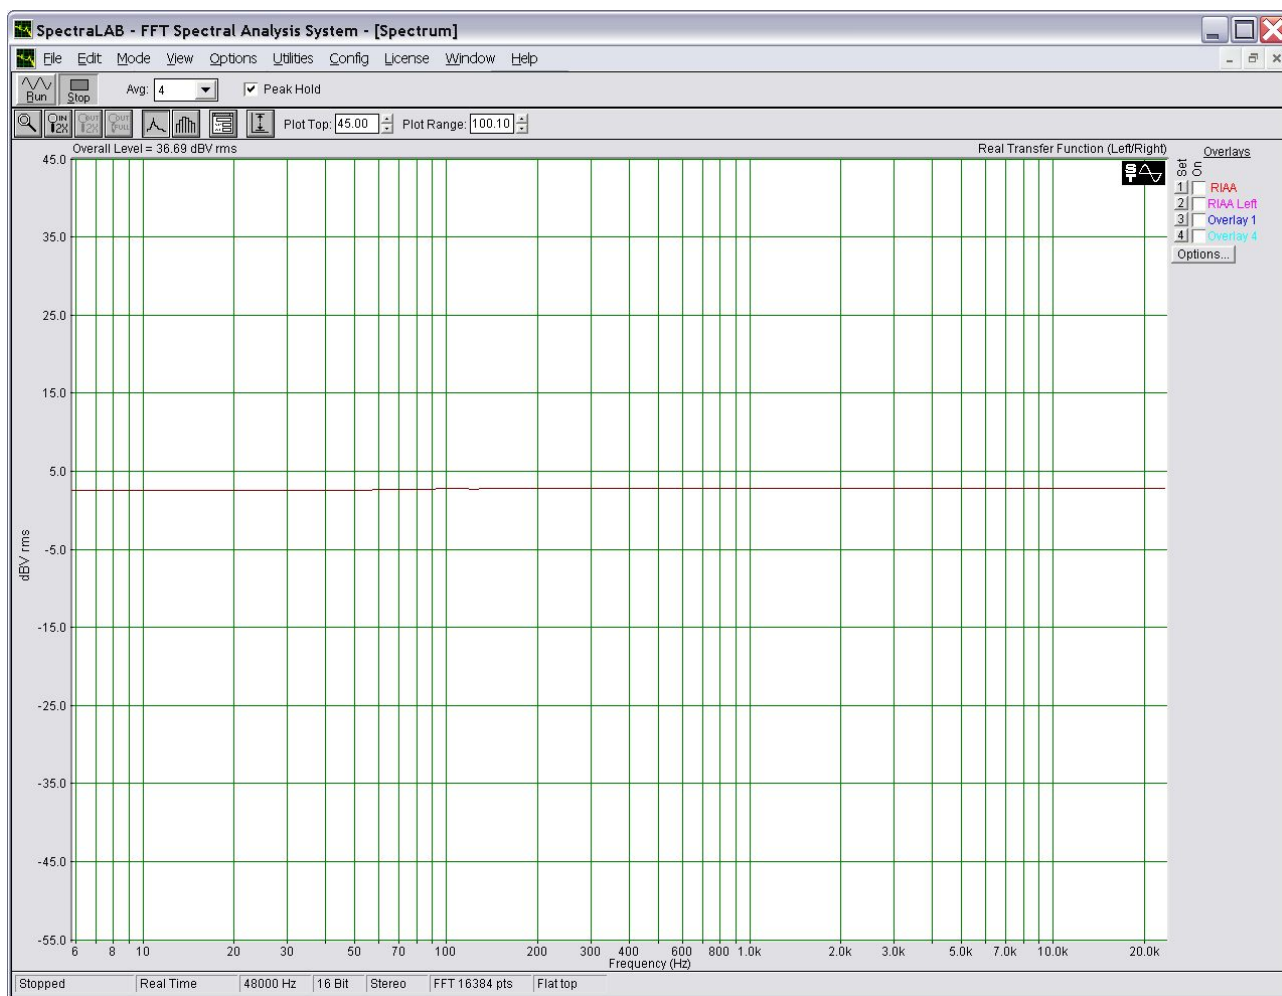 SpectraLAB - FFT Spectral Analysis System - [Spectrum]
File Edit Mode View Options Utilities Config License Window Help
Run Stop Avg: 4 Peak Hold
IN 2X OUT 2X OUT FULL Plot Top: 45.00 Plot Range: 100.10
Overall Level = 36.69 dBV rms Real Transfer Function (Left/Right)
Overlays
Set On
1 RIAA
2 RIAA Left
3 Overlay 1
4 Overlay 4
Options...
45.0
35.0
25.0
15.0
5.0
-5.0
-15.0
-25.0
-35.0
-45.0
-55.0
dBV rms
6 8 10 20 30 50 70 100 200 300 400 600 800 1.0k 2.0k 3.0k 5.0k 7.0k 10.0k 20.0k
Frequency (Hz)
Stopped Real Time 48000 Hz 16 Bit Stereo FFT 16384 pts Flat top